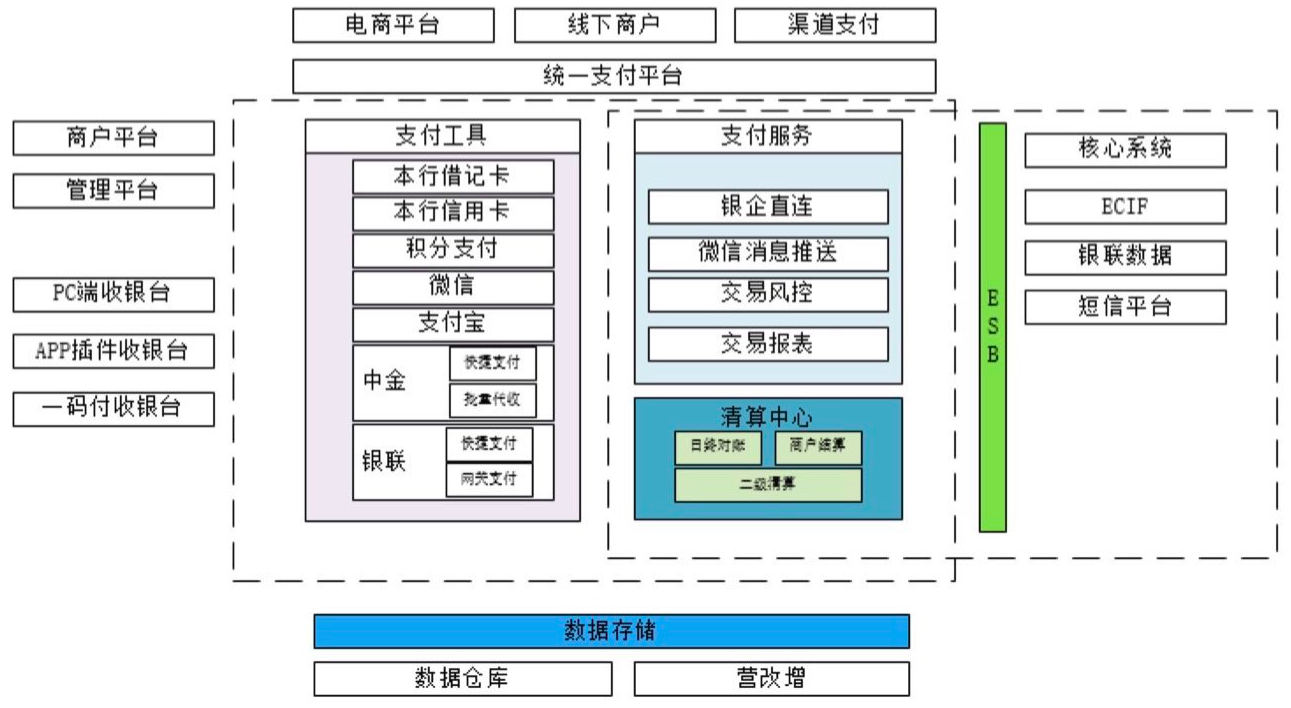 电商平台
线下商户
渠道支付
统一支付平台
商户平台
管理平台
PC端收银台
APP插件收银台
一码付收银台
支付工具
本行借记卡
本行信用卡
积分支付
微信
支付宝
中金
快捷支付
批量代收
银联
快捷支付
网关支付
支付服务
银企直连
微信消息推送
交易风控
交易报表
清算中心
日终对账
商户结算
二级清算
ESB
核心系统
ECIF
银联数据
短信平台
数据存储
数据仓库
营改增